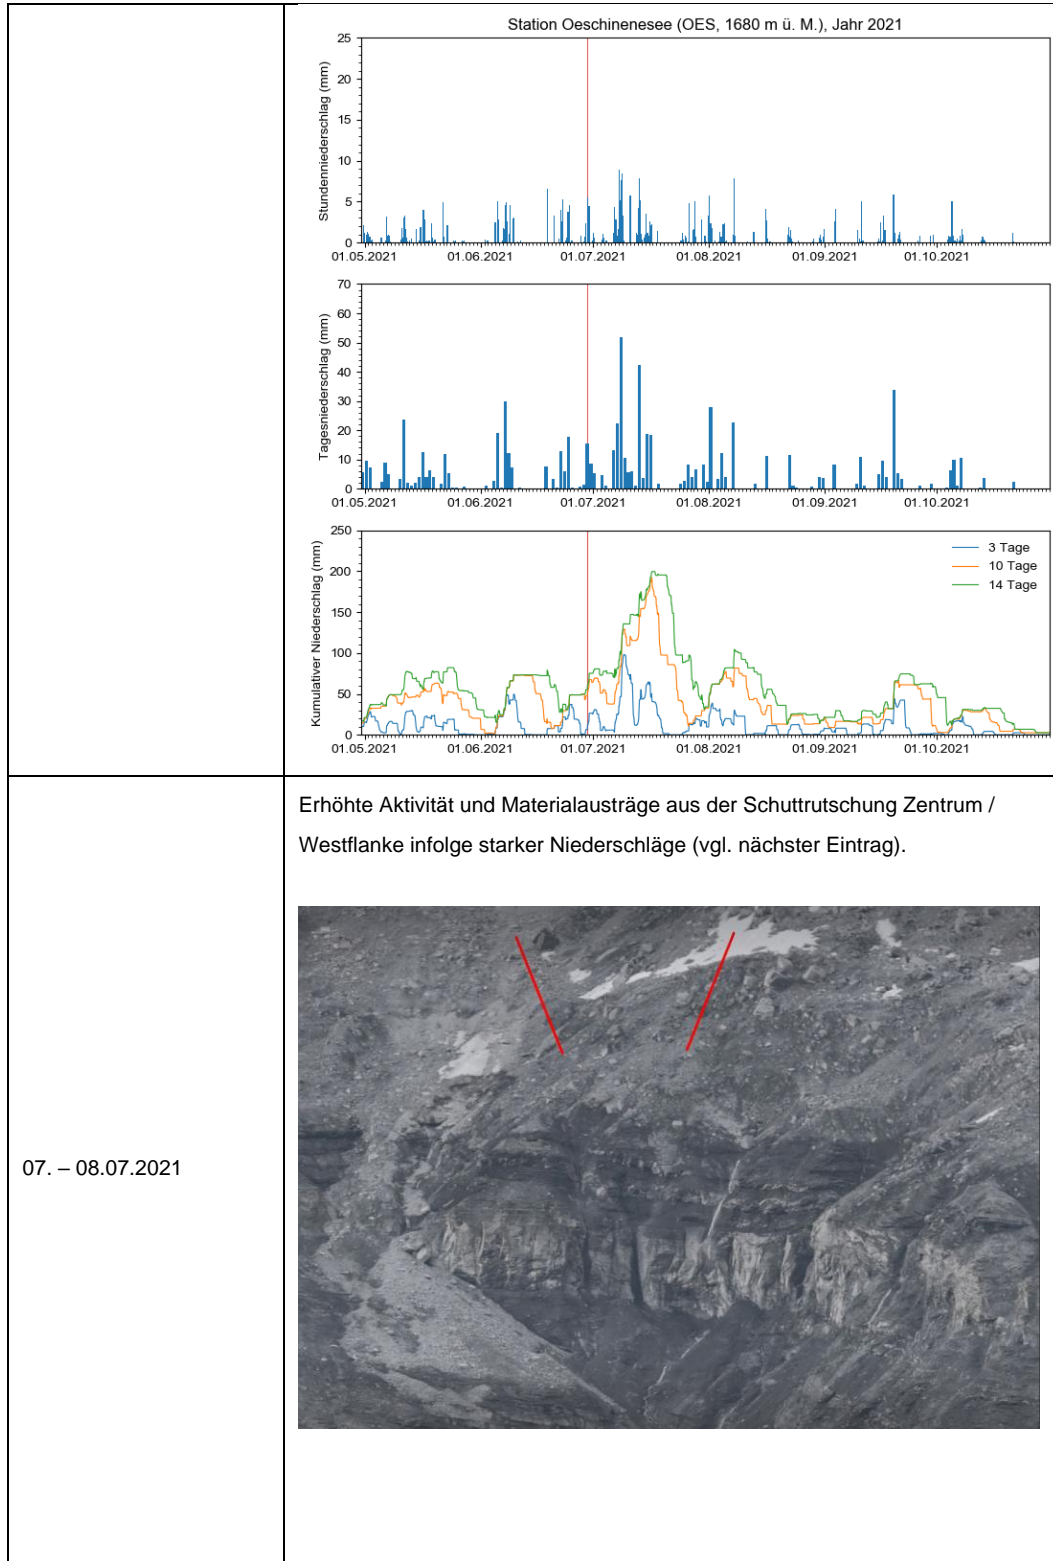 Station Oeschinenesee (OES, 1680 m ü. M.), Jahr 2021
Stundenniederschlag (mm)
25
20
15
10
5
0
01.05.2021 01.06.2021 01.07.2021 01.08.2021 01.09.2021 01.10.2021
Tagesniederschlag (mm)
70
60
50
40
30
20
10
0
01.05.2021 01.06.2021 01.07.2021 01.08.2021 01.09.2021 01.10.2021
Kumulativer Niederschlag (mm)
250
200
150
100
50
0
3 Tage
10 Tage
14 Tage
01.05.2021 01.06.2021 01.07.2021 01.08.2021 01.09.2021 01.10.2021
07. – 08.07.2021
Erhöhte Aktivität und Materialausträge aus der Schuttrutschung Zentrum /
Westflanke infolge starker Niederschläge (vgl. nächster Eintrag).